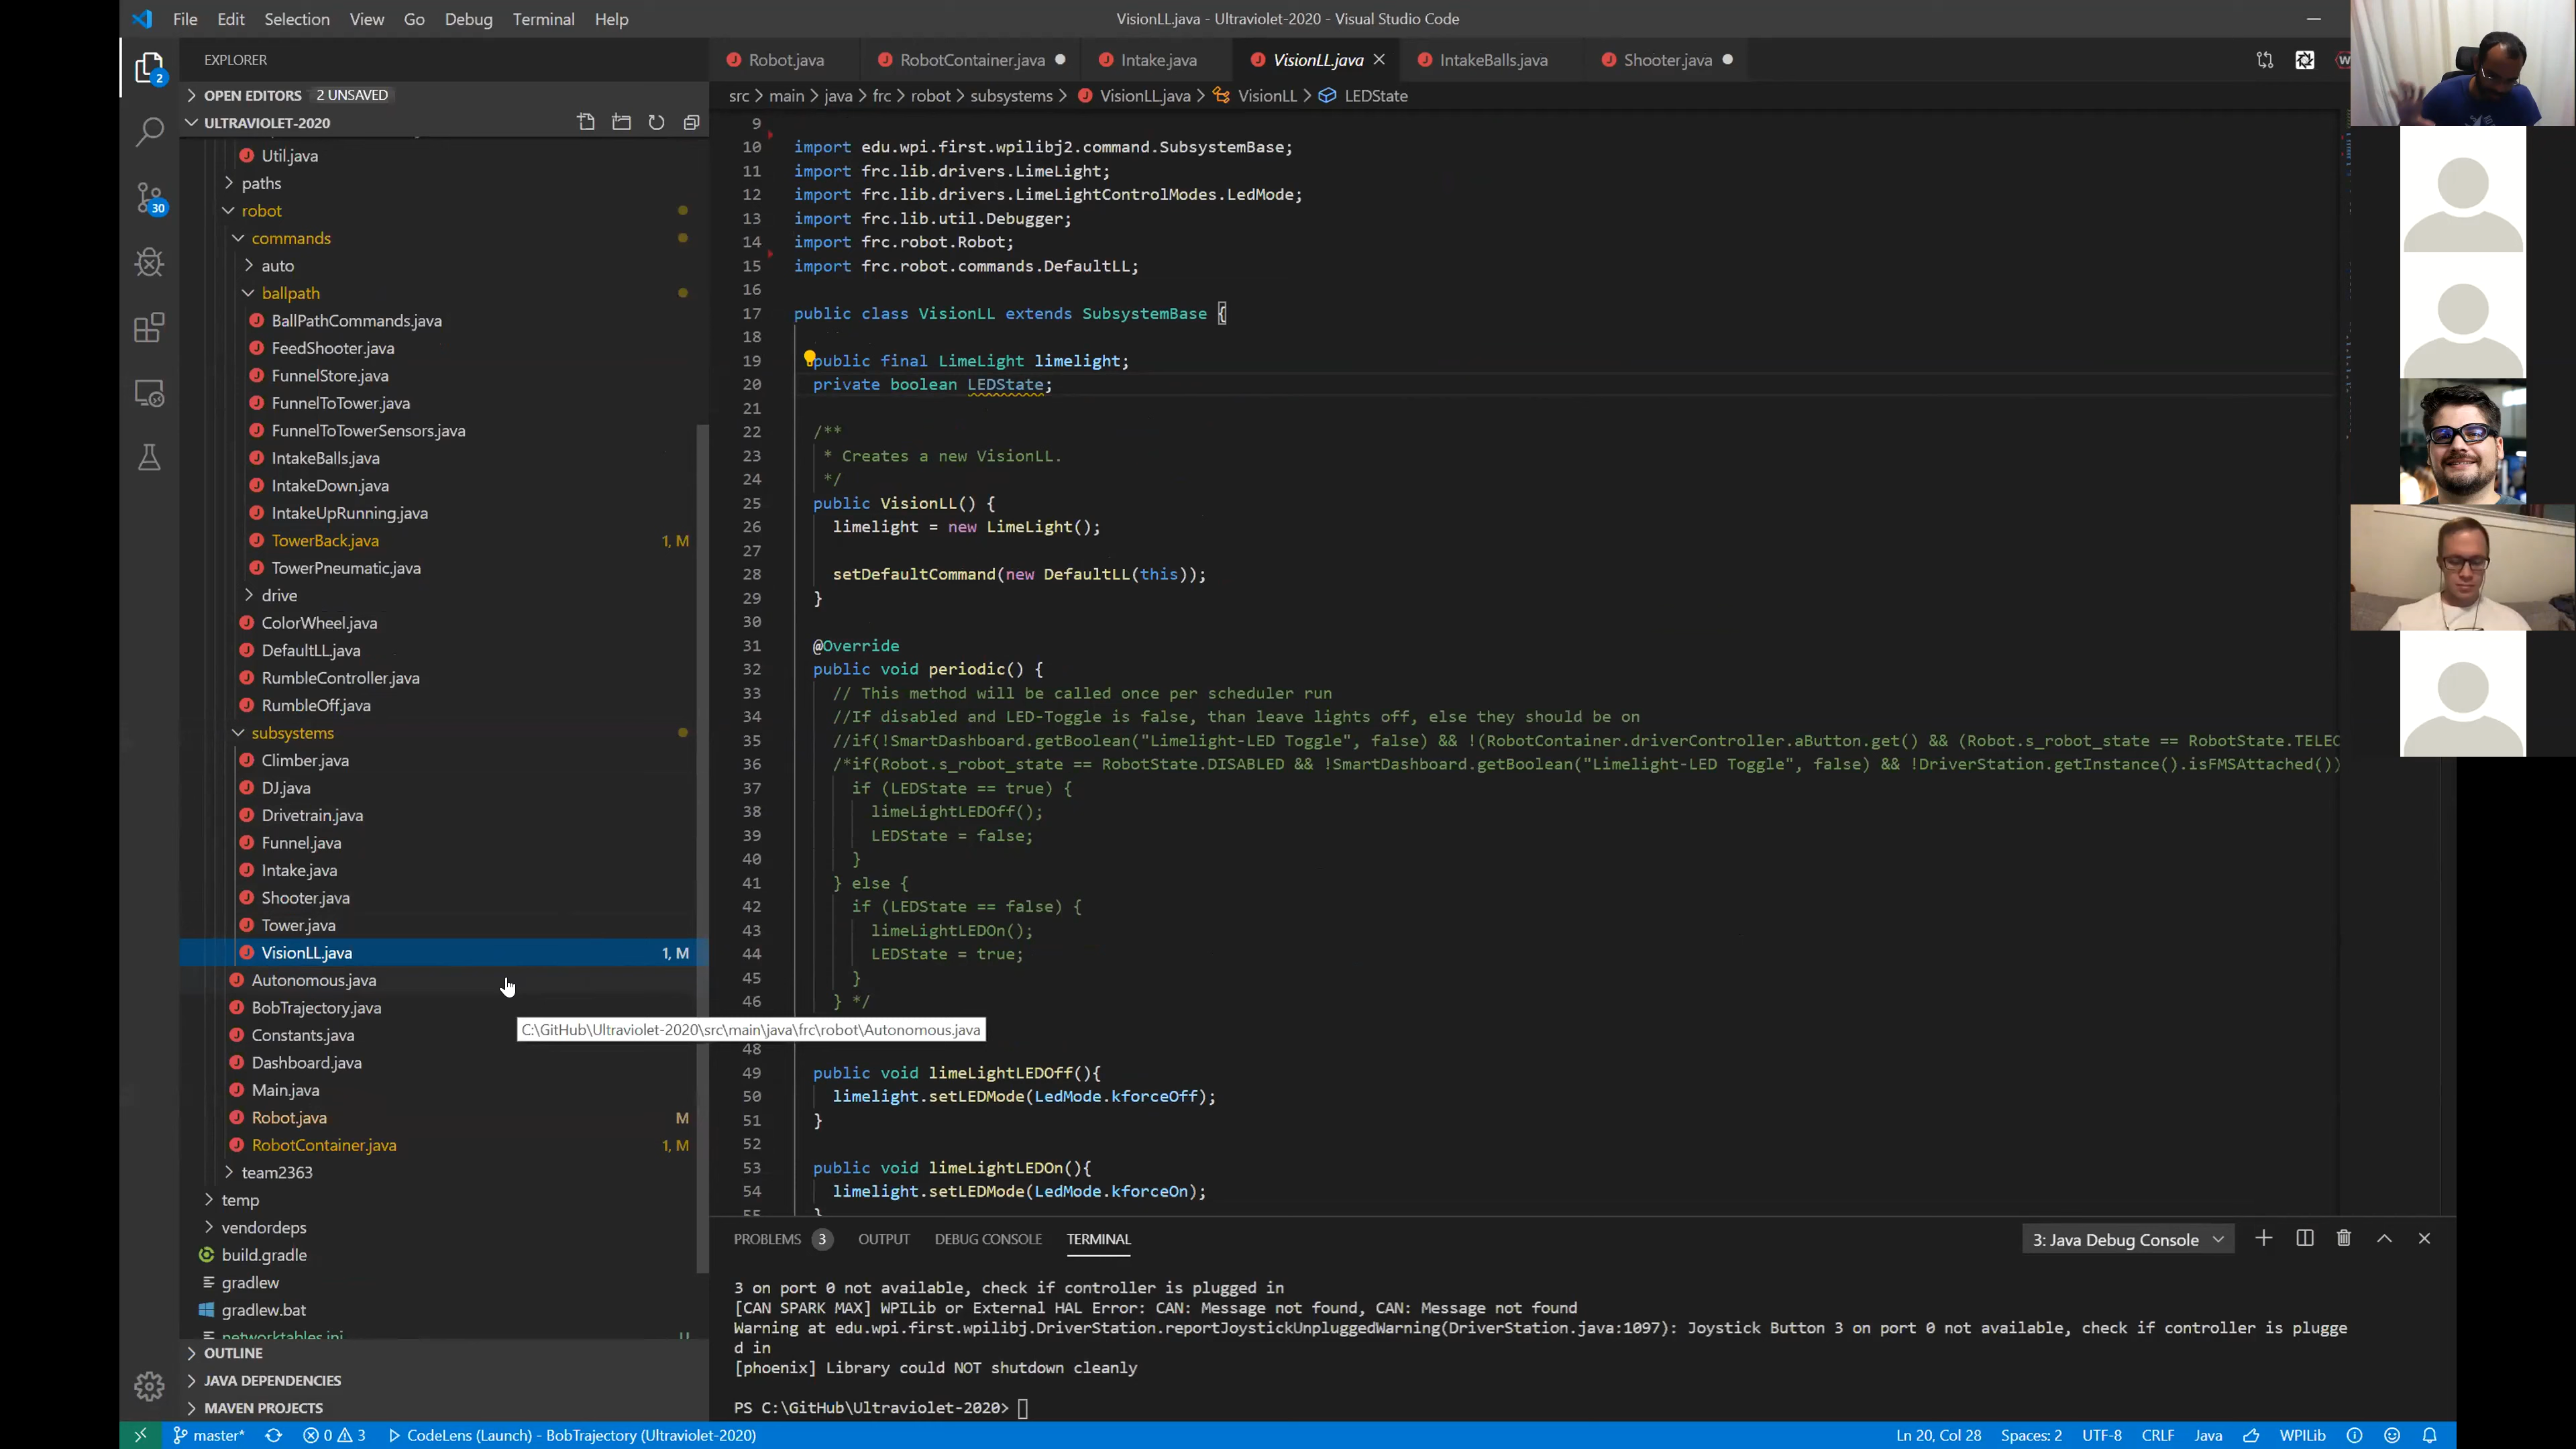 File Edit Selection View Go Debug Terminal Help
VisionLL.java - Ultraviolet-2020 - Visual Studio Code
EXPLORER
Robot.java RobotContainer.java Intake.java VisionLL.java IntakeBalls.java Shooter.java
OPEN EDITORS 2 UNSAVED
src > main > java > frc > robot > subsystems > VisionLL.java > VisionLL > LEDState
2
30
ULTRAVIOLET-2020
Util.java
paths
robot
commands
auto
ballpath
BallPathCommands.java
FeedShooter.java
FunnelStore.java
FunnelToTower.java
FunnelToTowerSensors.java
IntakeBalls.java
IntakeDown.java
IntakeUpRunning.java
TowerBack.java 1, M
TowerPneumatic.java
drive
ColorWheel.java
DefaultLL.java
RumbleController.java
RumbleOff.java
subsystems
Climber.java
DJ.java
Drivetrain.java
Funnel.java
Intake.java
Shooter.java
Tower.java
VisionLL.java 1, M
Autonomous.java
BobTrajectory.java
Constants.java
Dashboard.java
Main.java
Robot.java M
RobotContainer.java 1, M
team2363
temp
vendordeps
build.gradle
gradlew
gradlew.bat
networktables.ini U
OUTLINE
JAVA DEPENDENCIES
MAVEN PROJECTS
C:\GitHub\Ultraviolet-2020\src\main\java\frc\robot\Autonomous.java
9
10 import edu.wpi.first.wpilibj2.command.SubsystemBase;
11 import frc.lib.drivers.LimeLight;
12 import frc.lib.drivers.LimeLightControlModes.LedMode;
13 import frc.lib.util.Debugger;
14 import frc.robot.Robot;
15 import frc.robot.commands.DefaultLL;
16
17 public class VisionLL extends SubsystemBase {
18
19 public final LimeLight limelight;
20 private boolean LEDState;
21
22 /**
23 * Creates a new VisionLL.
24 */
25 public VisionLL() {
26 limelight = new LimeLight();
27
28 setDefaultCommand(new DefaultLL(this));
29 }
30
31 @Override
32 public void periodic() {
33 // This method will be called once per scheduler run
34 //If disabled and LED-Toggle is false, than leave lights off, else they should be on
35 //if(!SmartDashboard.getBoolean("Limelight-LED Toggle", false) && !(RobotContainer.driverController.aButton.get() && (Robot.s_robot_state == RobotState.TELEO
36 /*if(Robot.s_robot_state == RobotState.DISABLED && !SmartDashboard.getBoolean("Limelight-LED Toggle", false) && !DriverStation.getInstance().isFMSAttached())
37 if (LEDState == true) {
38 limeLightLEDOff();
39 LEDState = false;
40 }
41 } else {
42 if (LEDState == false) {
43 limeLightLEDOn();
44 LEDState = true;
45 }
46 } */
48
49 public void limeLightLEDOff(){
50 limelight.setLEDMode(LedMode.kforceOff);
51 }
52
53 public void limeLightLEDOn(){
54 limelight.setLEDMode(LedMode.kforceOn);
55 }
PROBLEMS 3 OUTPUT DEBUG CONSOLE TERMINAL 3: Java Debug Console
3 on port 0 not available, check if controller is plugged in
[CAN SPARK MAX] WPILib or External HAL Error: CAN: Message not found, CAN: Message not found
Warning at edu.wpi.first.wpilibj.DriverStation.reportJoystickUnpluggedWarning(DriverStation.java:1097): Joystick Button 3 on port 0 not available, check if controller is plugge
d in
[phoenix] Library could NOT shutdown cleanly
PS C:\GitHub\Ultraviolet-2020>
master* 0 3 CodeLens (Launch) - BobTrajectory (Ultraviolet-2020) Ln 20, Col 28 Spaces: 2 UTF-8 CRLF Java WPILib